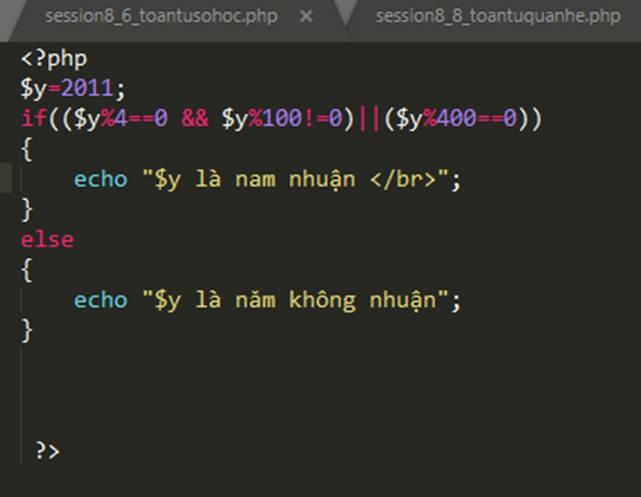 session8_6_toantusohoc.php × session8_8_toantuquanhe.php
<?php
$y=2011;
if(($y%4==0 && $y%100!=0)||($y%400==0))
{
    echo "$y là nam nhuận </br>";
}
else
{
    echo "$y là năm không nhuận";
}
?>